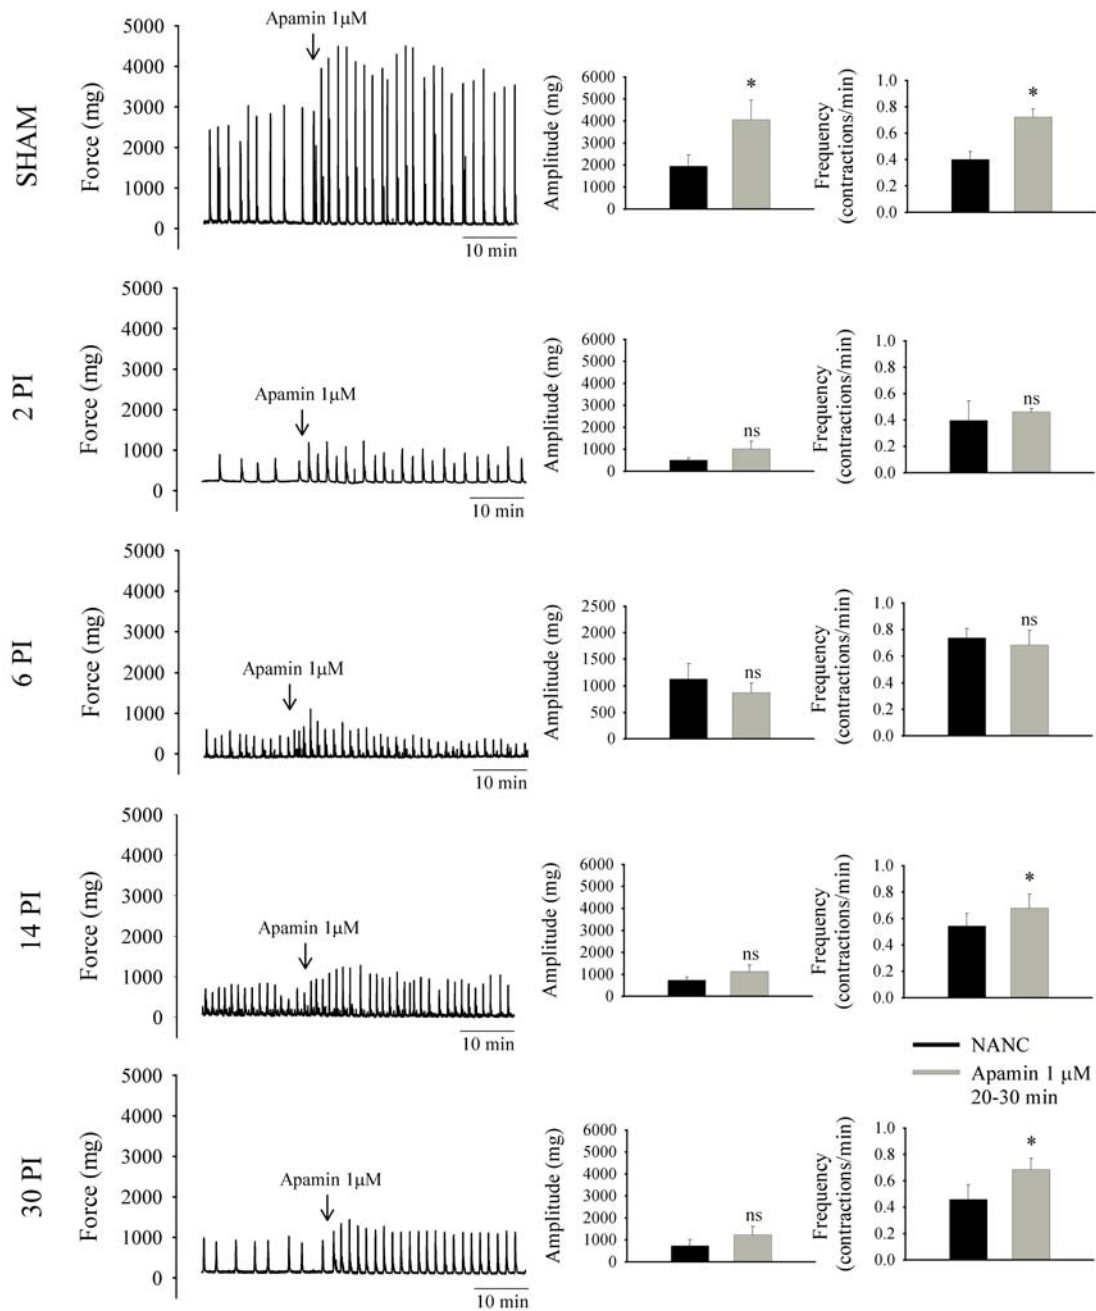 SHAM
Force (mg)
5000
4000
3000
2000
1000
0
Apamin 1μM
10 min
Amplitude (mg)
6000
5000
4000
3000
2000
1000
0
*
Frequency
(contractions/min)
1.0
0.8
0.6
0.4
0.2
0.0
*
2 PI
Force (mg)
5000
4000
3000
2000
1000
0
Apamin 1μM
10 min
Amplitude (mg)
6000
5000
4000
3000
2000
1000
0
ns
Frequency
(contractions/min)
1.0
0.8
0.6
0.4
0.2
0.0
ns
6 PI
Force (mg)
5000
4000
3000
2000
1000
0
Apamin 1μM
10 min
Amplitude (mg)
2500
2000
1500
1000
500
0
ns
Frequency
(contractions/min)
1.0
0.8
0.6
0.4
0.2
0.0
ns
14 PI
Force (mg)
5000
4000
3000
2000
1000
0
Apamin 1μM
10 min
Amplitude (mg)
6000
5000
4000
3000
2000
1000
0
ns
Frequency
(contractions/min)
1.0
0.8
0.6
0.4
0.2
0.0
*
NANC
Apamin 1 μM
20-30 min
30 PI
Force (mg)
5000
4000
3000
2000
1000
0
Apamin 1μM
10 min
Amplitude (mg)
6000
5000
4000
3000
2000
1000
0
ns
Frequency
(contractions/min)
1.0
0.8
0.6
0.4
0.2
0.0
*